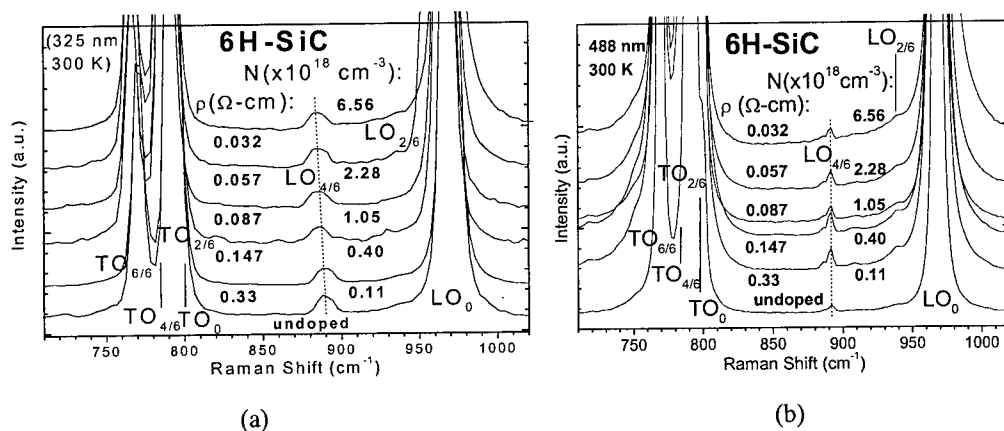 (325 nm
300 K)
6H-SiC
N(x10^18 cm^-3):
ρ(Ω-cm):
6.56
0.032
LO2/6
LO4/6
0.057
2.28
0.087
1.05
TO2/6
0.147
0.40
TO6/6
0.33
0.11
LO0
TO4/6
TO0
undoped
Intensity (a.u.)
750 800 850 900 950 1000
Raman Shift (cm^-1)
(a)
488 nm
300 K
6H-SiC
LO2/6
N(x10^18 cm^-3):
ρ(Ω-cm):
6.56
0.032
LO4/6
TO2/6
0.057
2.28
0.087
1.05
TO6/6
0.147
0.40
TO4/6
0.33
0.11
undoped
TO0
LO0
Intensity (a.u.)
750 800 850 900 950 1000
Raman Shift (cm^-1)
(b)